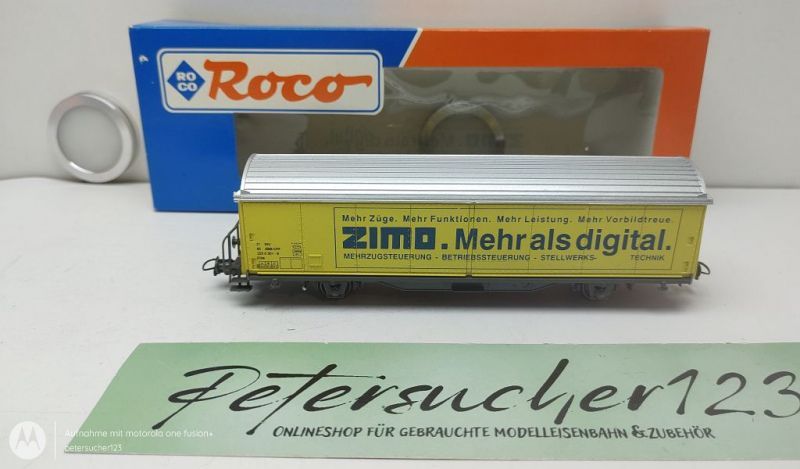 ROCO
Roco
Mehr Züge. Mehr Funktionen. Mehr Leistung. Mehr Vorbildtreue.
ZIMO. Mehr als digital.
MEHRZUGSTEUERUNG - BETRIEBSSTEUERUNG - STELLWERKS- TECHNIK
Petersucher123
ONLINESHOP FÜR GEBRAUCHTE MODELLEISENBAHN & ZUBEHÖR
Aufnahme mit motorola one fusion+
petersucher123